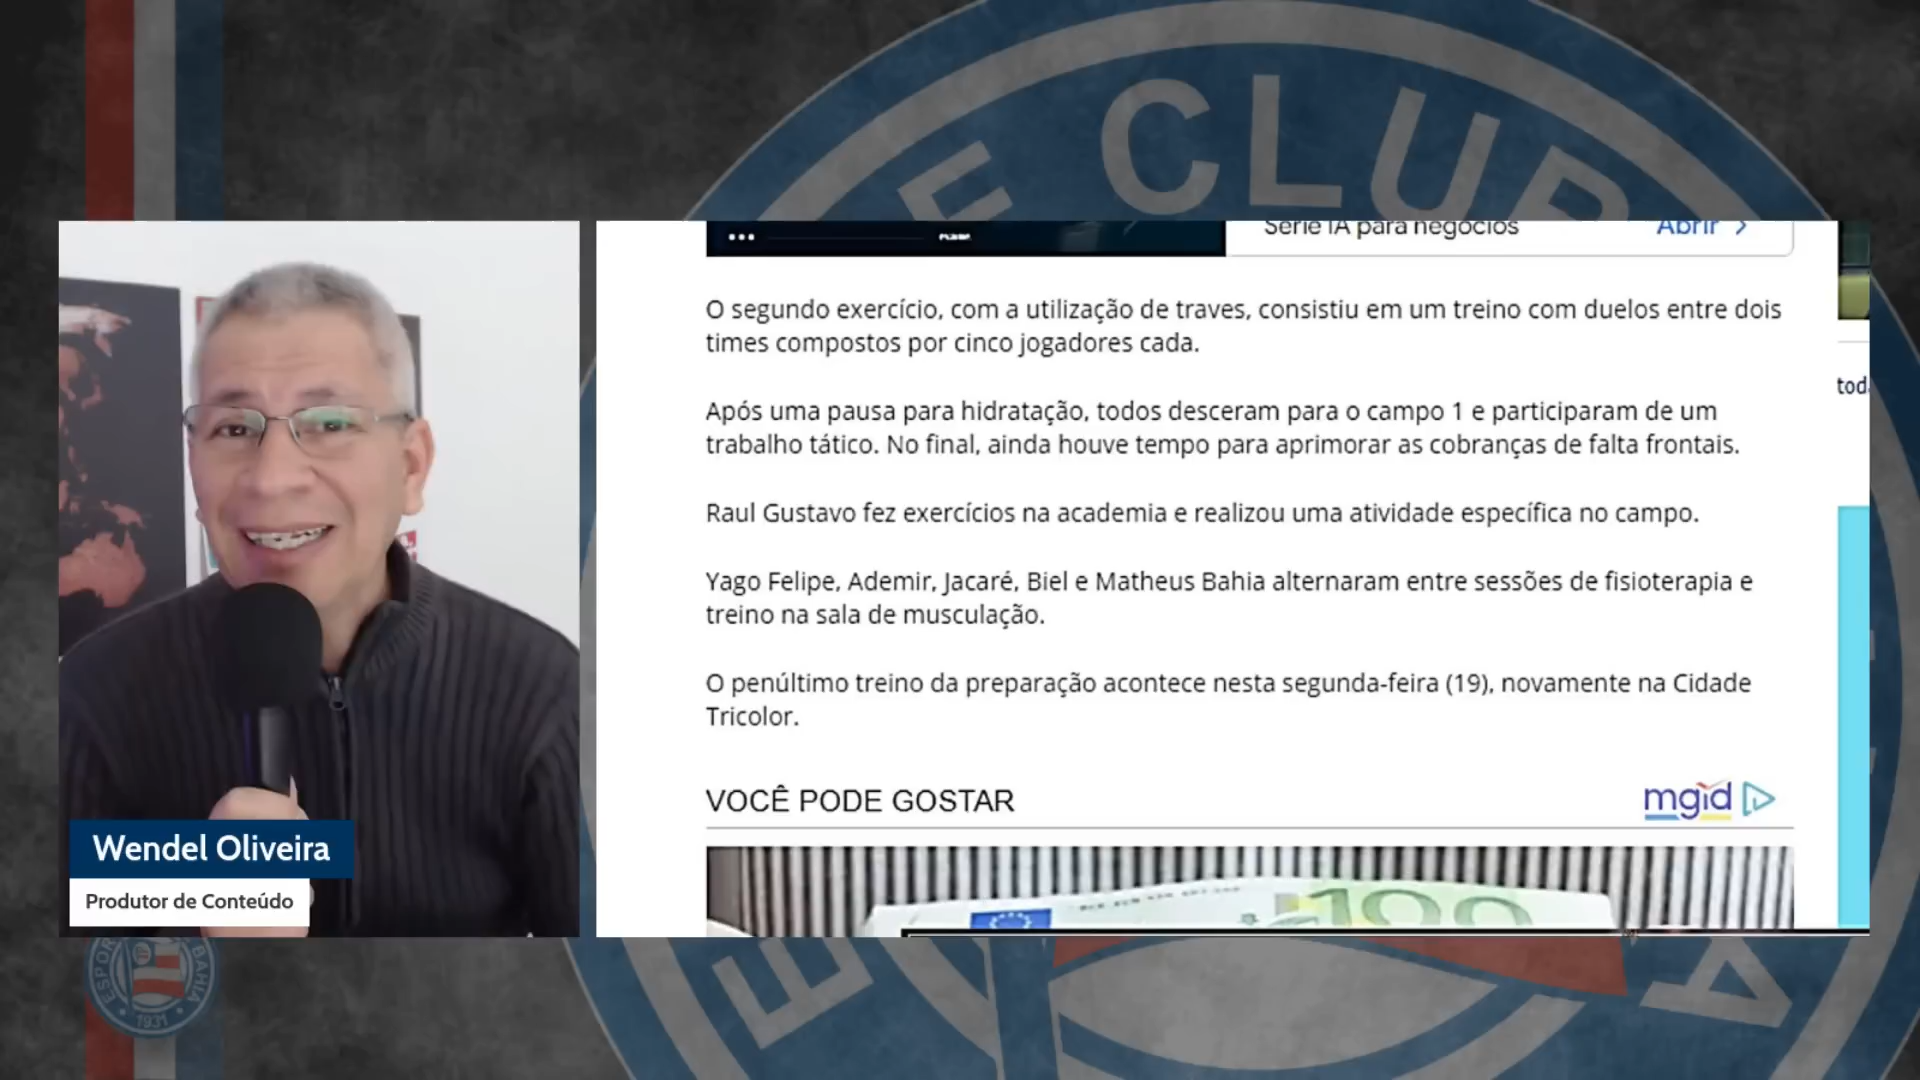 E CLUB
Série IA para negócios
Abrir
O segundo exercício, com a utilização de traves, consistiu em um treino com duelos entre dois
times compostos por cinco jogadores cada.
Após uma pausa para hidratação, todos desceram para o campo 1 e participaram de um
trabalho tático. No final, ainda houve tempo para aprimorar as cobranças de falta frontais.
Raul Gustavo fez exercícios na academia e realizou uma atividade específica no campo.
Yago Felipe, Ademir, Jacaré, Biel e Matheus Bahia alternaram entre sessões de fisioterapia e
treino na sala de musculação.
O penúltimo treino da preparação acontece nesta segunda-feira (19), novamente na Cidade
Tricolor.
VOCÊ PODE GOSTAR
mgid
100
Wendel Oliveira
Produtor de Conteúdo
BAHIA
1931